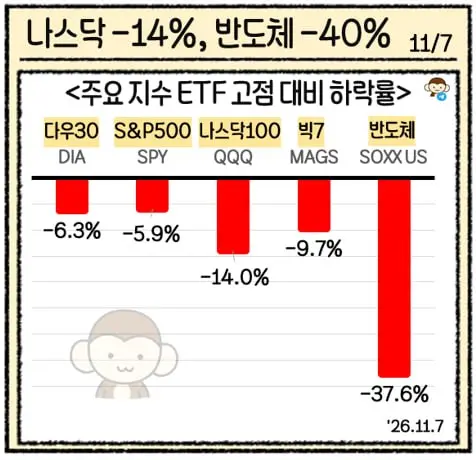 나스닥 -14%, 반도체 -40% 11/7
<주요 지수 ETF 고점 대비 하락률>
다우30 S&P500 나스닥100 빅7 반도체
DIA SPY QQQ MAGS SOXX US
-6.3% -5.9% -14.0% -9.7% -37.6%
'26.11.7